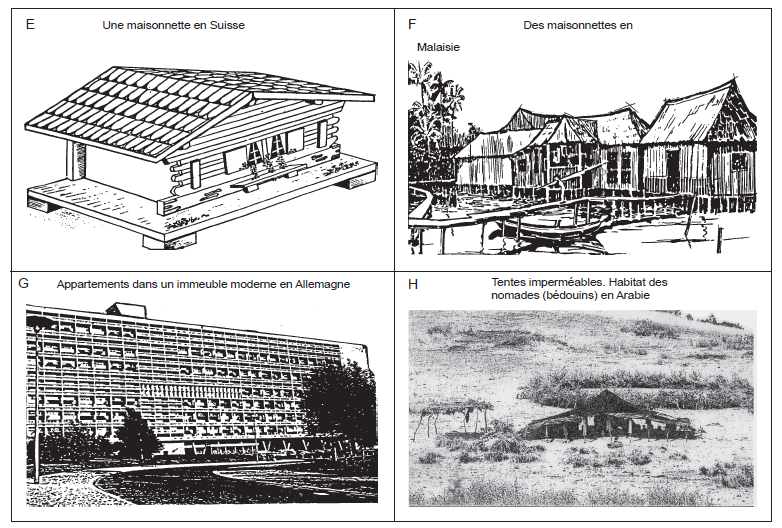 E
Une maisonnette en Suisse
F
Des maisonnettes en
Malaisie
G
Appartements dans un immeuble moderne en Allemagne
H
Tentes imperméables. Habitat des
nomades (bédouins) en Arabie